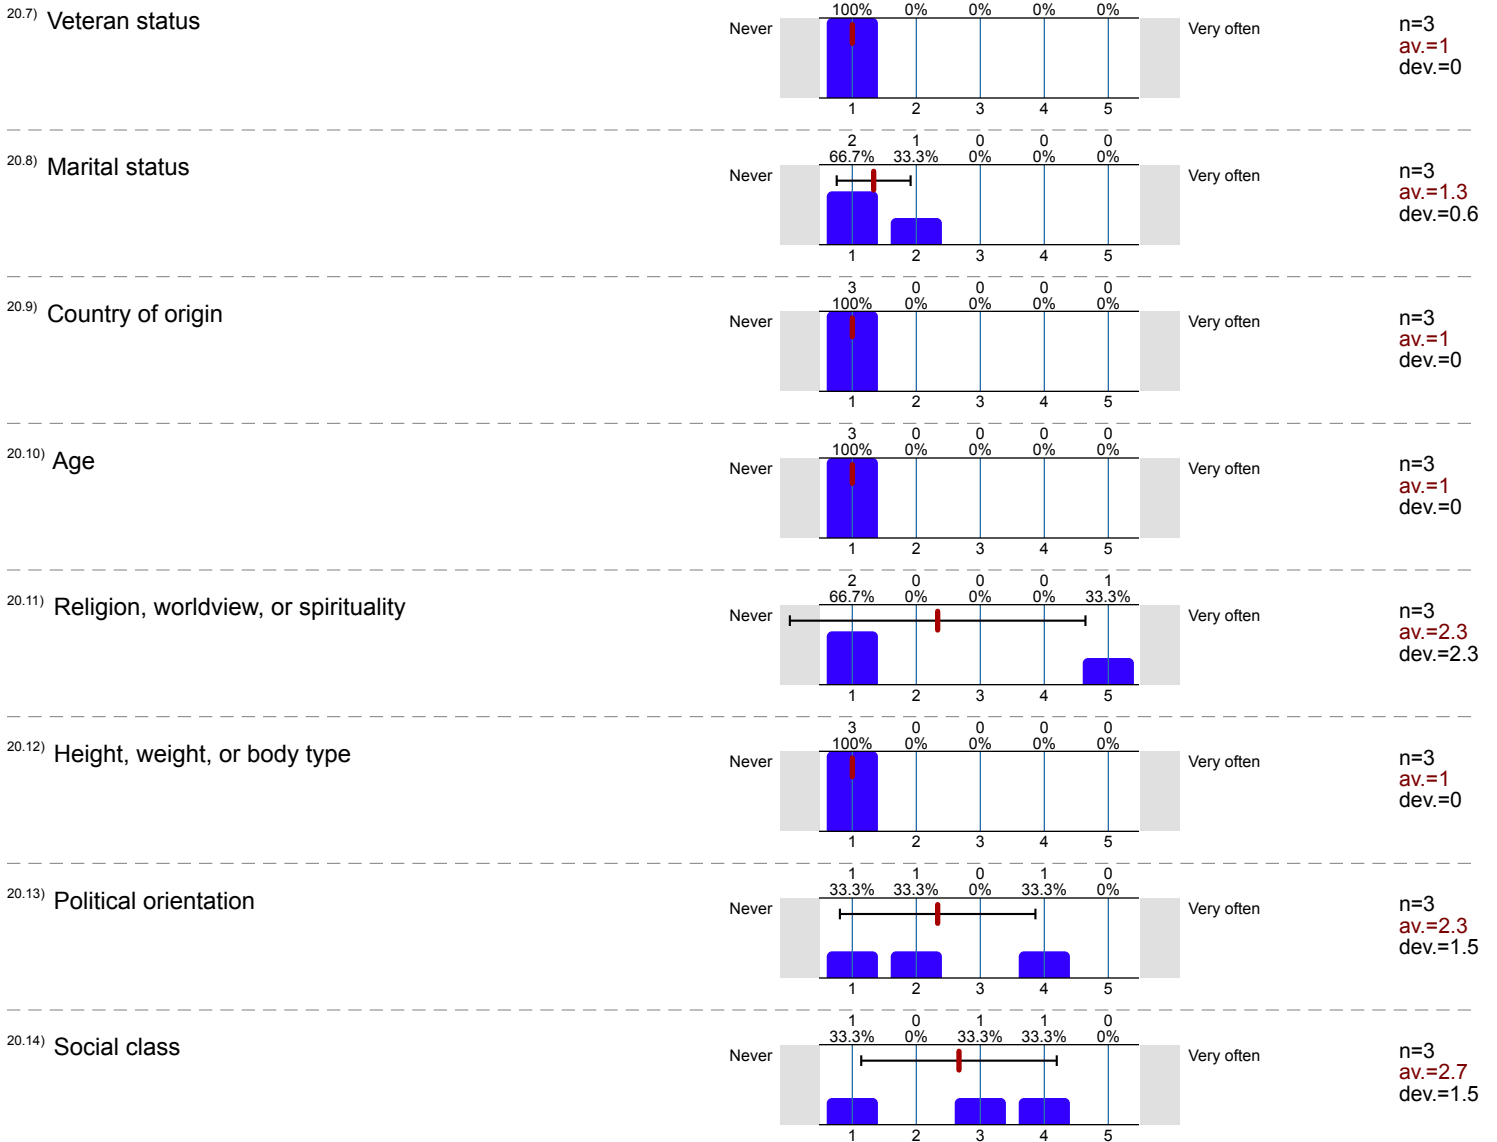 100% 0% 0% 0% 0%
20.7) Veteran status
Never
Very often
n=3
av.=1
dev.=0
1 2 3 4 5
2 1 0 0 0
66.7% 33.3% 0% 0% 0%
20.8) Marital status
Never
Very often
n=3
av.=1.3
dev.=0.6
1 2 3 4 5
3 0 0 0 0
100% 0% 0% 0% 0%
20.9) Country of origin
Never
Very often
n=3
av.=1
dev.=0
1 2 3 4 5
3 0 0 0 0
100% 0% 0% 0% 0%
20.10) Age
Never
Very often
n=3
av.=1
dev.=0
1 2 3 4 5
2 0 0 0 1
66.7% 0% 0% 0% 33.3%
20.11) Religion, worldview, or spirituality
Never
Very often
n=3
av.=2.3
dev.=2.3
1 2 3 4 5
3 0 0 0 0
100% 0% 0% 0% 0%
20.12) Height, weight, or body type
Never
Very often
n=3
av.=1
dev.=0
1 2 3 4 5
1 1 0 1 0
33.3% 33.3% 0% 33.3% 0%
20.13) Political orientation
Never
Very often
n=3
av.=2.3
dev.=1.5
1 2 3 4 5
1 0 1 1 0
33.3% 0% 33.3% 33.3% 0%
20.14) Social class
Never
Very often
n=3
av.=2.7
dev.=1.5
1 2 3 4 5